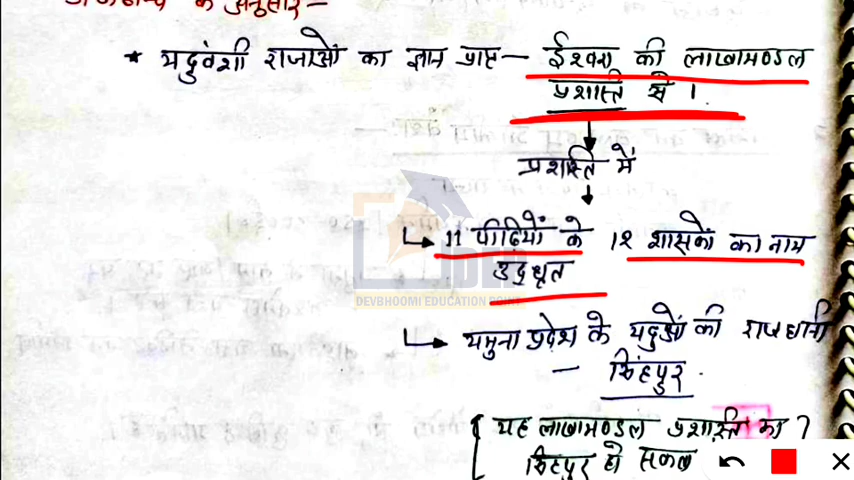 के अनुसार –
* यदुवंशी राजाओं का ज्ञान प्राप्त – ईश्वरा की लाखामण्डल
प्रशस्ति से ।
प्रशस्ति में
11 पीढियों के 12 शासकों का नाम
उद्धृत
DEVBHOOMI EDUCATION POINT
यमुना प्रदेश के यदुओं की राजधानी
– सिंहपुर .
[ यह लाखामण्डल प्रशस्ति का ]
सिंहपुर हो सकता